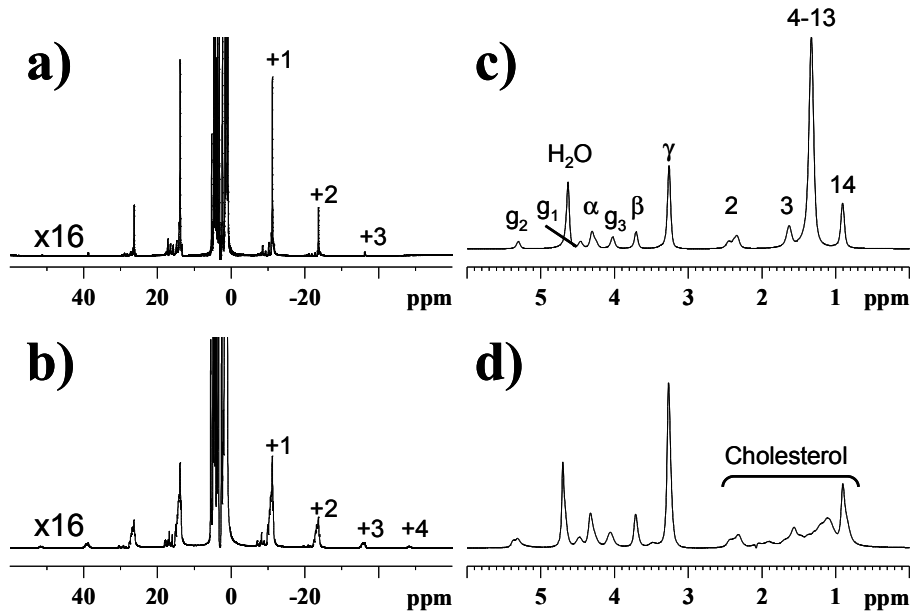 a)
+1
+2
+3
x16
40 20 0 -20 ppm
c)
4-13
H₂O
γ
g₂ g₁ α g₃ β
2 3 14
5 4 3 2 1 ppm
b)
+1
+2
+3 +4
x16
40 20 0 -20 ppm
d)
Cholesterol
5 4 3 2 1 ppm